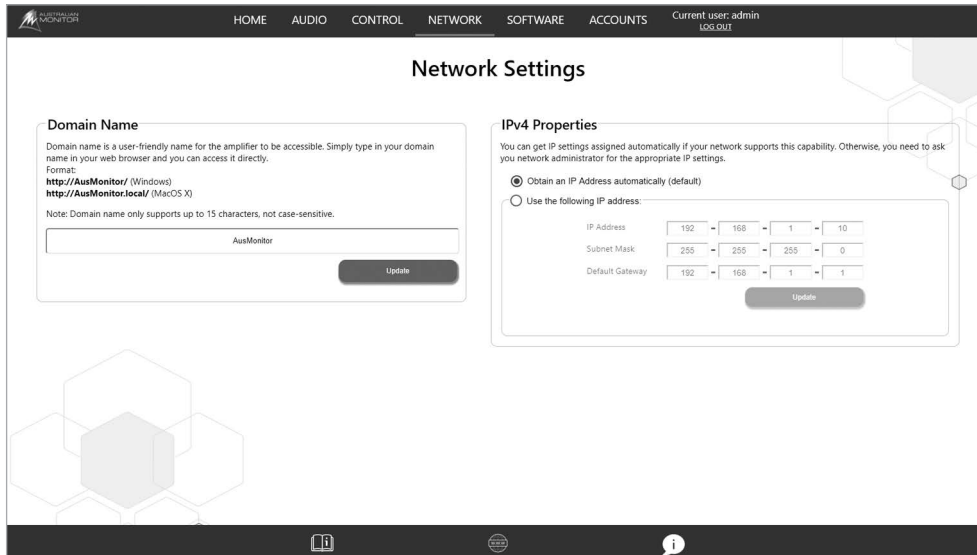 AUSTRALIAN
MONITOR
HOME AUDIO CONTROL NETWORK SOFTWARE ACCOUNTS
Current user: admin
LOG OUT
Network Settings
Domain Name
Domain name is a user-friendly name for the amplifier to be accessible. Simply type in your domain
name in your web browser and you can access it directly.
Format:
http://AusMonitor/ (Windows)
http://AusMonitor.local/ (MacOS X)
Note: Domain name only supports up to 15 characters, not case-sensitive.
AusMonitor
Update
IPv4 Properties
You can get IP settings assigned automatically if your network supports this capability. Otherwise, you need to ask
you network administrator for the appropriate IP settings.
Obtain an IP Address automatically (default)
Use the following IP address:
IP Address 192 - 168 - 1 - 10
Subnet Mask 255 - 255 - 255 - 0
Default Gateway 192 - 168 - 1 - 1
Update
www